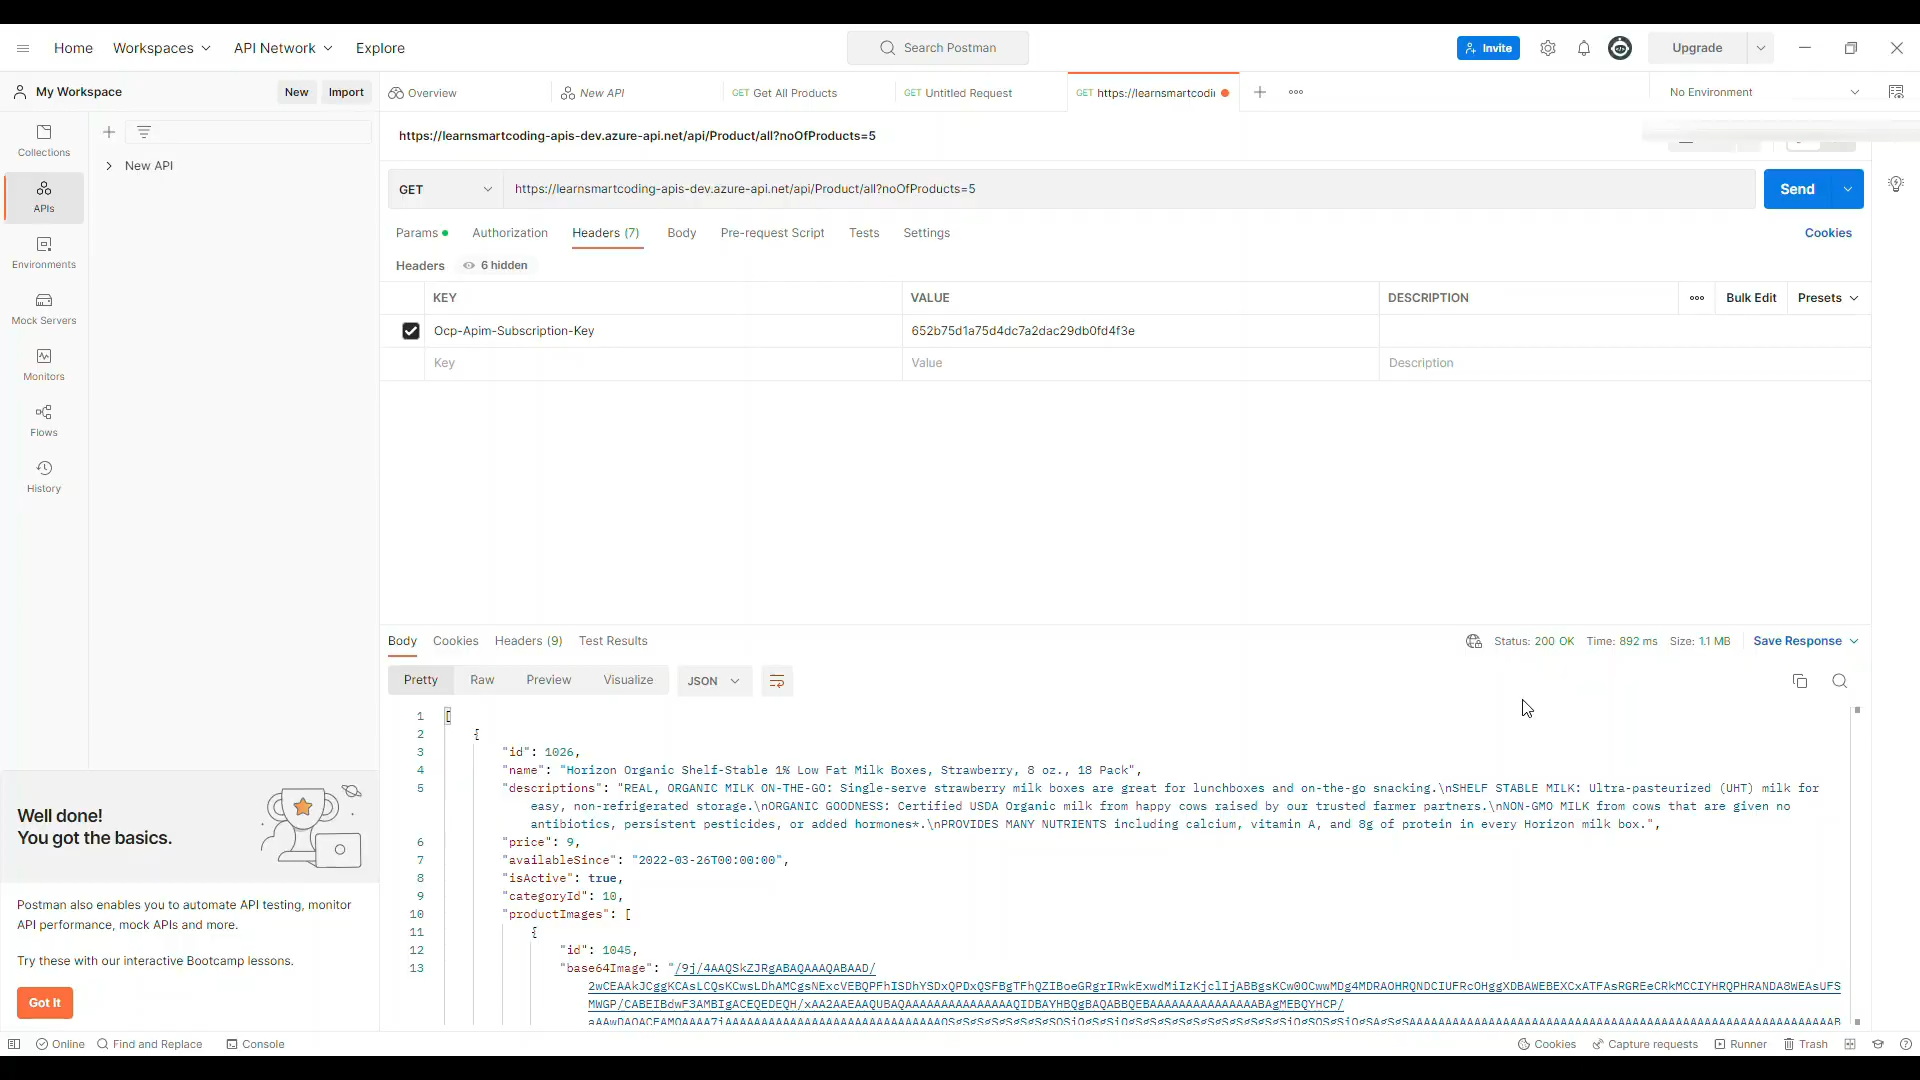 Home Workspaces API Network Explore Search Postman Invite Upgrade
My Workspace New Import Overview New API GET Get All Products GET Untitled Request GET https://learnsmartcodii No Environment
https://learnsmartcoding-apis-dev.azure-api.net/api/Product/all?noOfProducts=5
Collections
New API
APIs
Environments
Mock Servers
Monitors
Flows
History
GET https://learnsmartcoding-apis-dev.azure-api.net/api/Product/all?noOfProducts=5 Send
Params Authorization Headers (7) Body Pre-request Script Tests Settings Cookies
Headers 6 hidden
KEY VALUE DESCRIPTION Bulk Edit Presets
Ocp-Apim-Subscription-Key 652b75d1a75d4dc7a2dac29db0fd4f3e
Key Value Description
Body Cookies Headers (9) Test Results Status: 200 OK Time: 892 ms Size: 1.1 MB Save Response
Pretty Raw Preview Visualize JSON
1 [
2 {
3 "id": 1026,
4 "name": "Horizon Organic Shelf-Stable 1% Low Fat Milk Boxes, Strawberry, 8 oz., 18 Pack",
5 "descriptions": "REAL, ORGANIC MILK ON-THE-GO: Single-serve strawberry milk boxes are great for lunchboxes and on-the-go snacking.\nSHELF STABLE MILK: Ultra-pasteurized (UHT) milk for
easy, non-refrigerated storage.\nORGANIC GOODNESS: Certified USDA Organic milk from happy cows raised by our trusted farmer partners.\nNON-GMO MILK from cows that are given no
antibiotics, persistent pesticides, or added hormones*.\nPROVIDES MANY NUTRIENTS including calcium, vitamin A, and 8g of protein in every Horizon milk box.",
6 "price": 9,
7 "availableSince": "2022-03-26T00:00:00",
8 "isActive": true,
9 "categoryId": 10,
10 "productImages": [
11 {
12 "id": 1045,
13 "base64Image": "/9j/4AAQSkZJRgABAQAAAQABAAD/
Well done!
You got the basics.
Postman also enables you to automate API testing, monitor
API performance, mock APIs and more.
Try these with our interactive Bootcamp lessons.
Got It
Online Find and Replace Console Cookies Capture requests Runner Trash